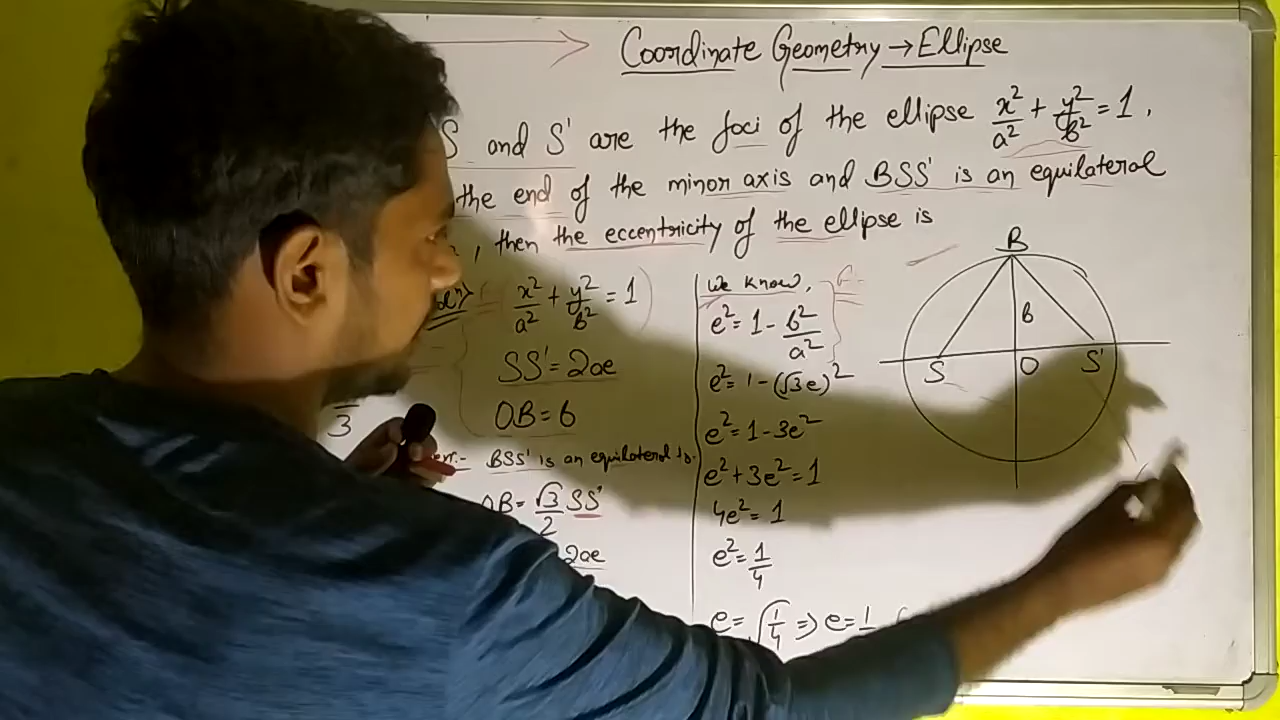 Coordinate Geometry → Ellipse
S and S' are the foci of the ellipse x²/a² + y²/b² = 1,
the end of the minor axis and BSS' is an equilateral
, then the eccentricity of the ellipse is
x²/a² + y²/b² = 1
SS' = 2ae
OB = b
3
BSS' is an equilateral Δ.
OB = √3/2 SS'
2ae
We know,
e² = 1 - b²/a²
e² = 1 - (√3e)²
e² = 1 - 3e²
e² + 3e² = 1
4e² = 1
e² = 1/4
e = √(1/4) ⇒ e = 1
B
B
S
O
S'